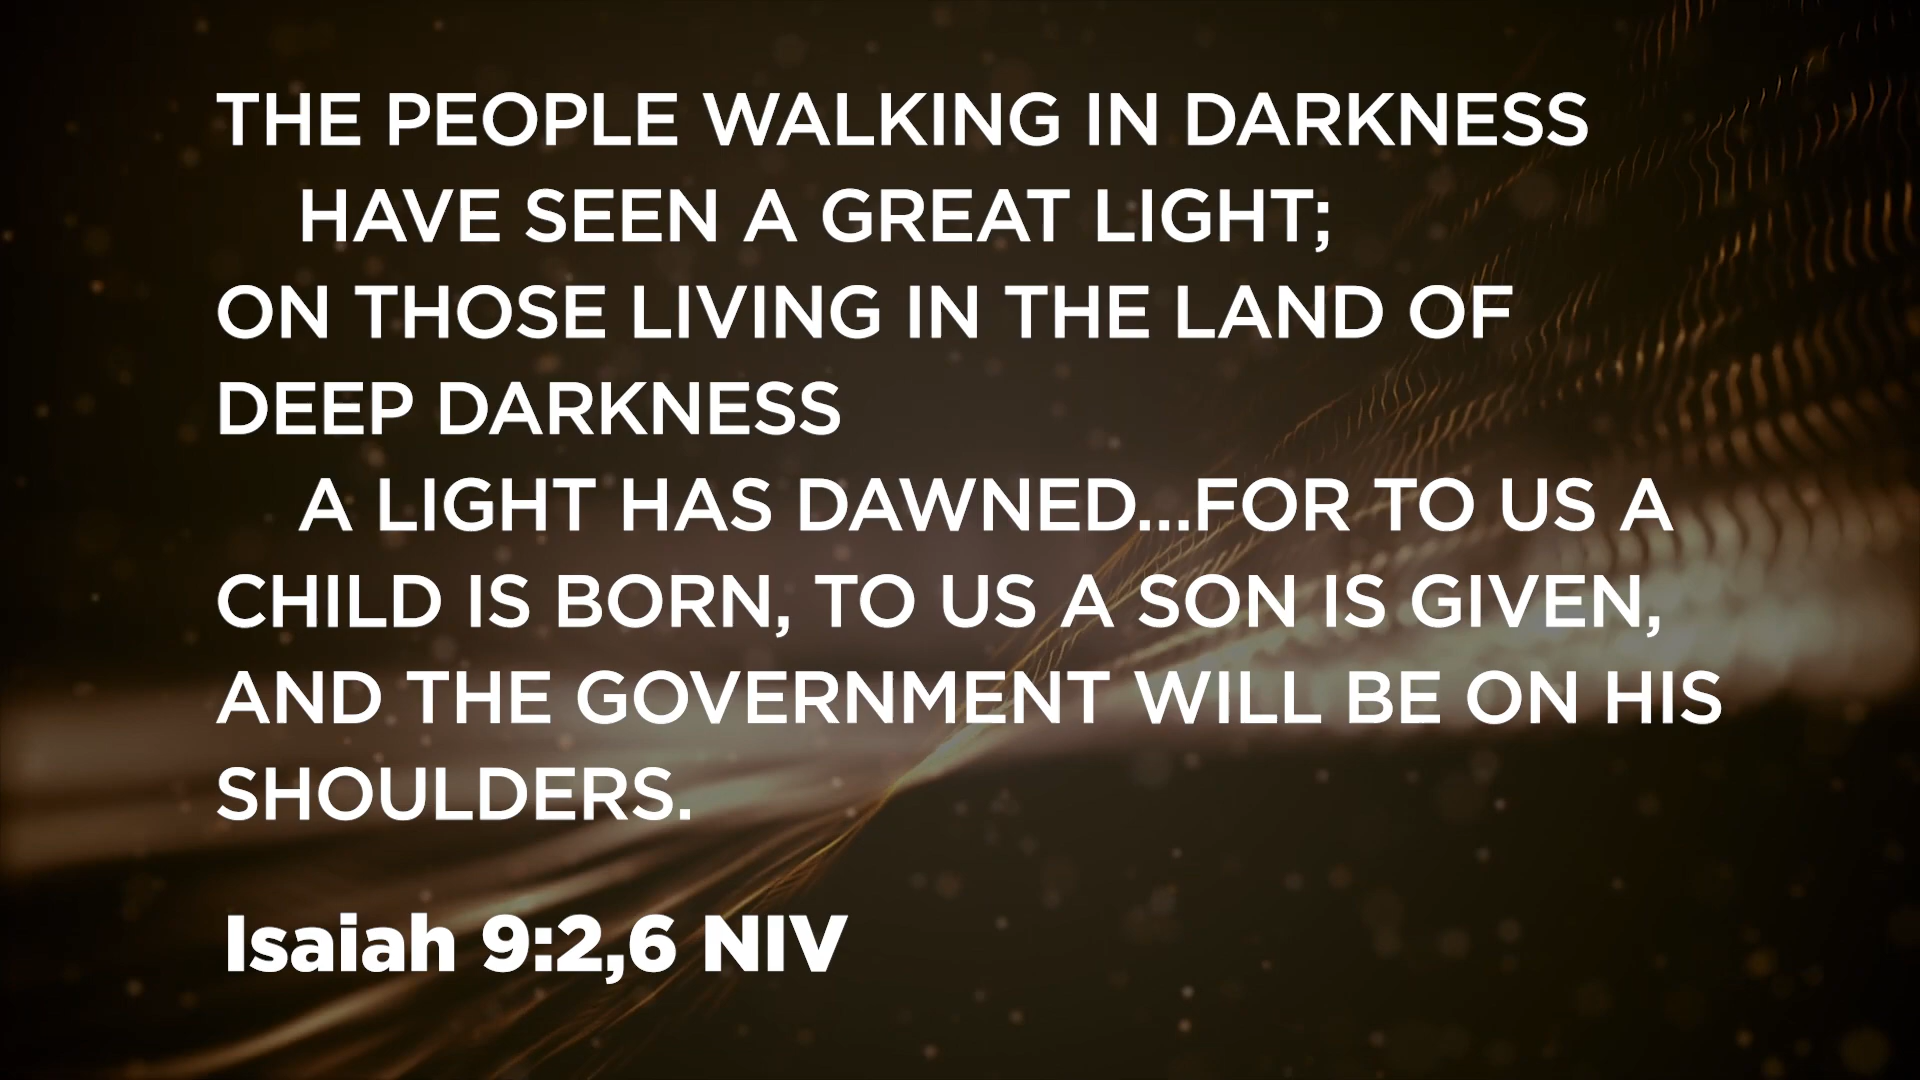 THE PEOPLE WALKING IN DARKNESS
HAVE SEEN A GREAT LIGHT;
ON THOSE LIVING IN THE LAND OF
DEEP DARKNESS
A LIGHT HAS DAWNED...FOR TO US A
CHILD IS BORN, TO US A SON IS GIVEN,
AND THE GOVERNMENT WILL BE ON HIS
SHOULDERS.
Isaiah 9:2,6 NIV